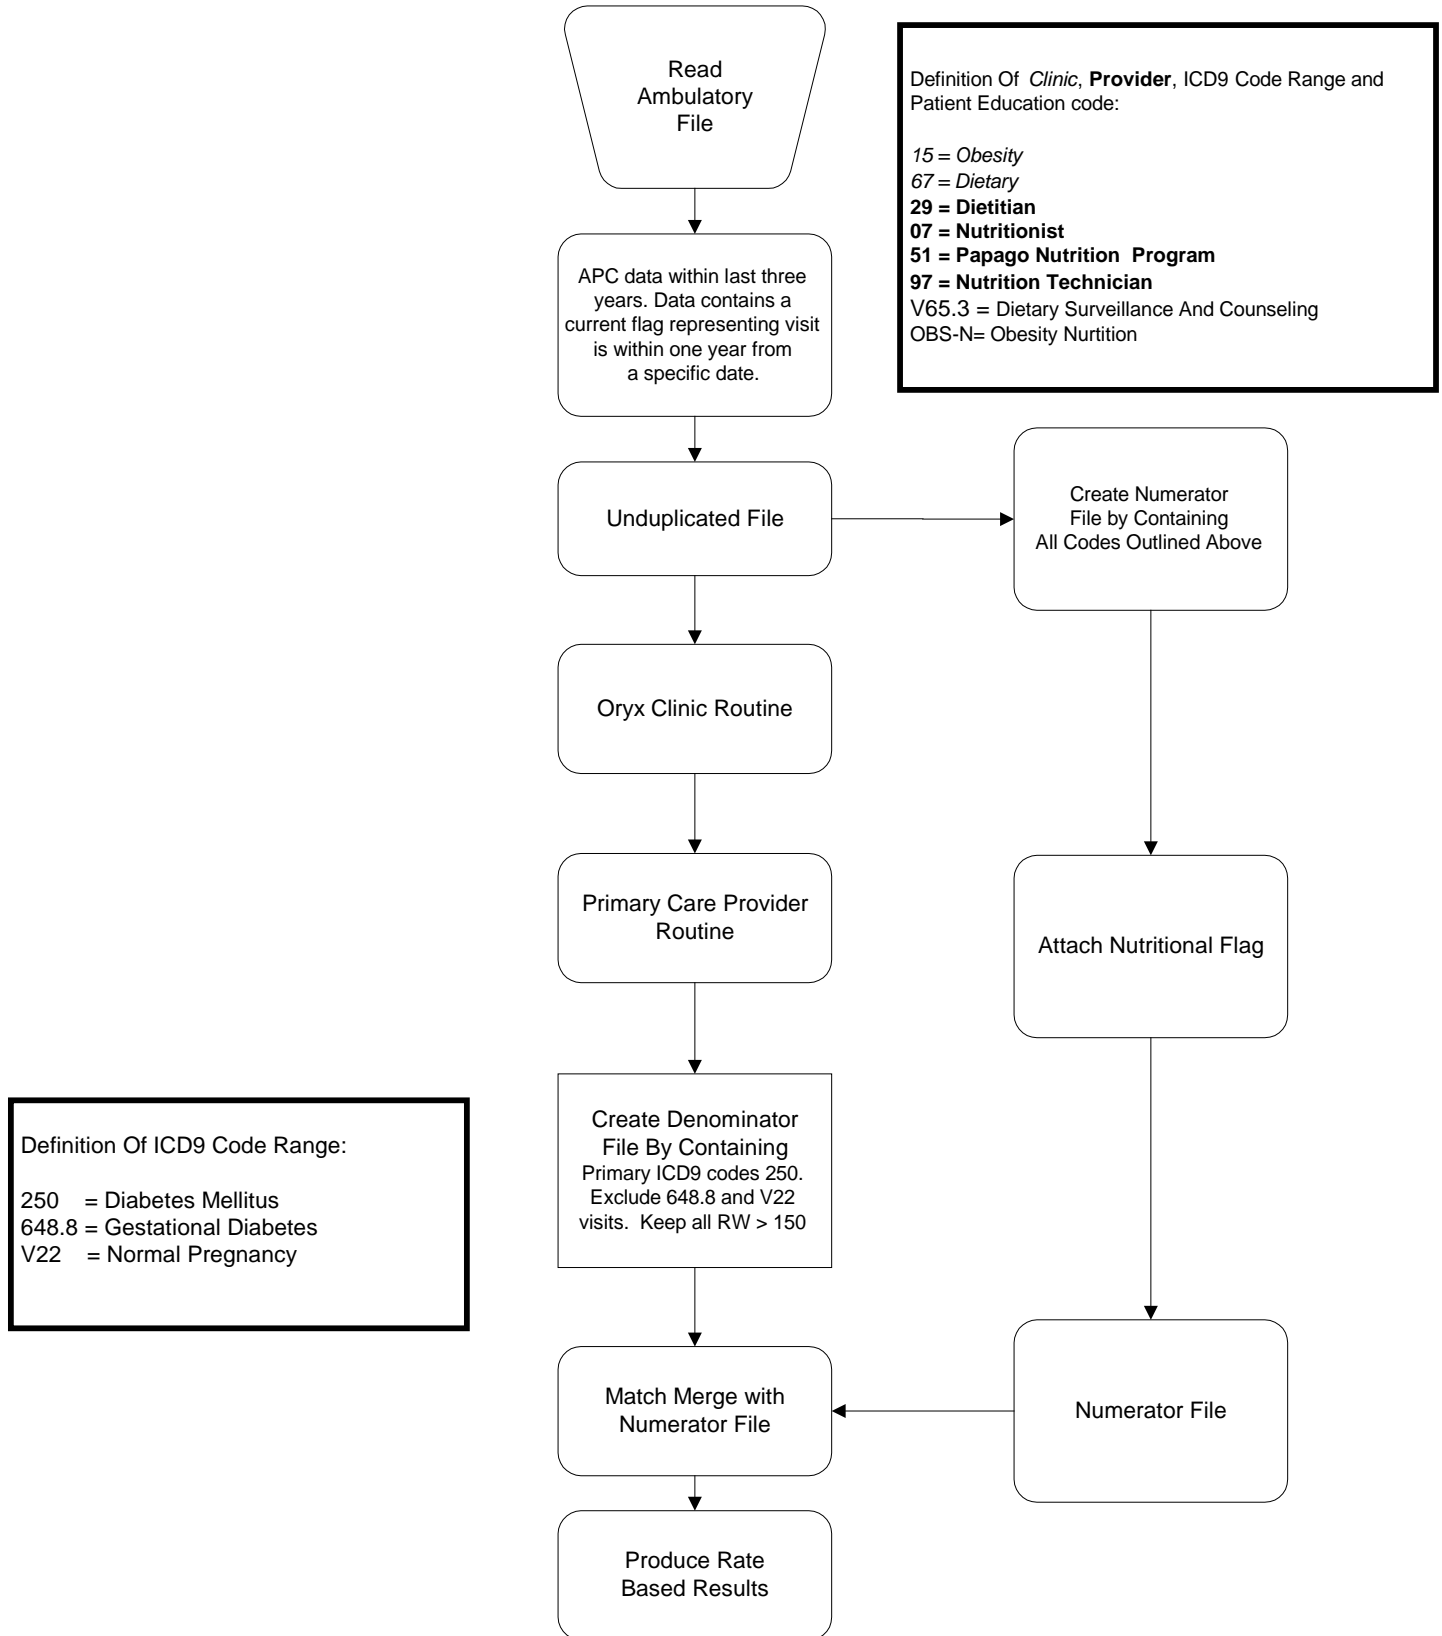 Read
Ambulatory
File
Definition Of Clinic, Provider, ICD9 Code Range and
Patient Education code:
15 = Obesity
67 = Dietary
29 = Dietitian
07 = Nutritionist
51 = Papago Nutrition Program
97 = Nutrition Technician
V65.3 = Dietary Surveillance And Counseling
OBS-N= Obesity Nurtition
APC data within last three
years. Data contains a
current flag representing visit
is within one year from
a specific date.
Unduplicated File
Create Numerator
File by Containing
All Codes Outlined Above
Oryx Clinic Routine
Primary Care Provider
Routine
Attach Nutritional Flag
Create Denominator
File By Containing
Primary ICD9 codes 250.
Exclude 648.8 and V22
visits. Keep all RW > 150
Definition Of ICD9 Code Range:
250 = Diabetes Mellitus
648.8 = Gestational Diabetes
V22 = Normal Pregnancy
Match Merge with
Numerator File
Numerator File
Produce Rate
Based Results